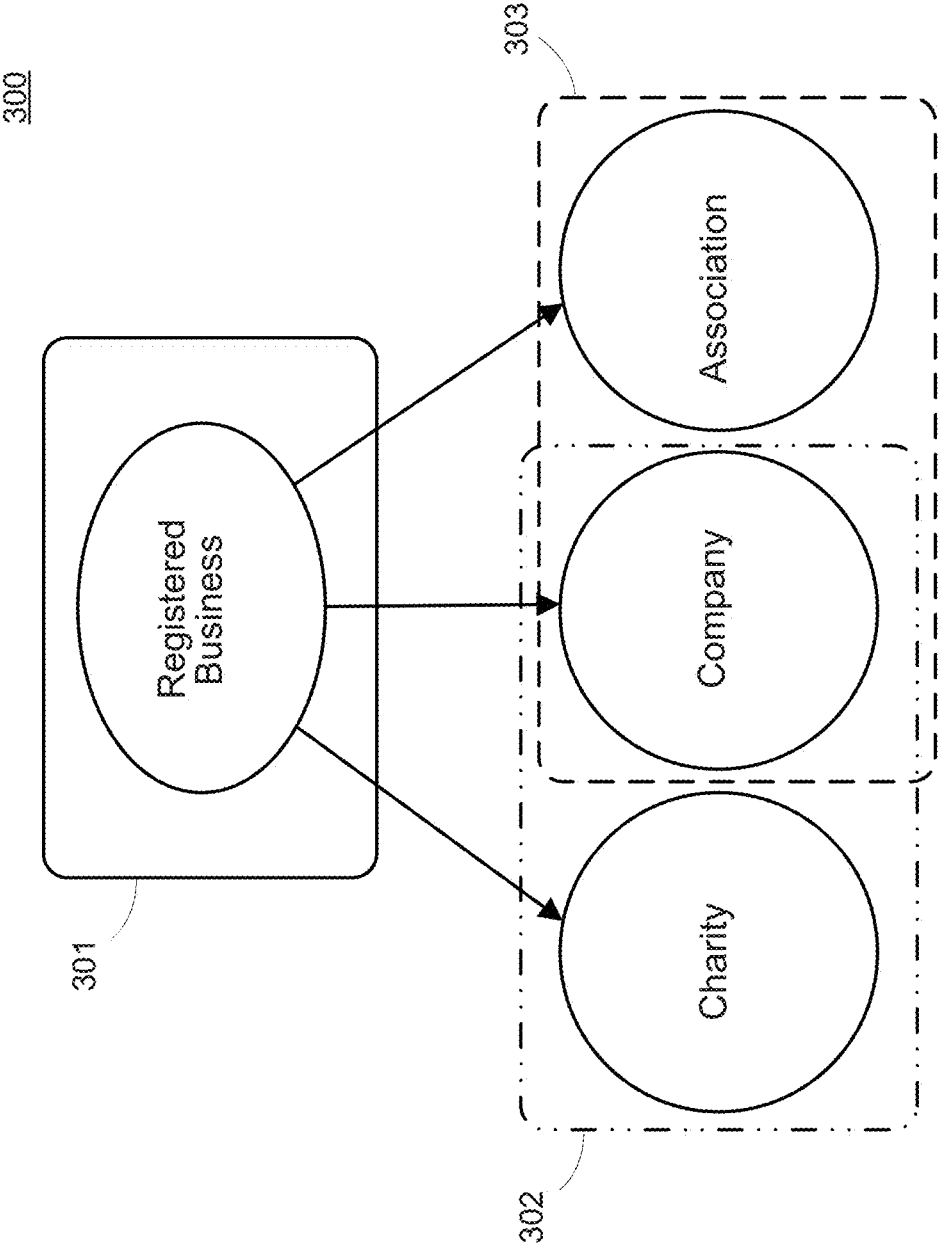 300
301
Registered
Business
302
303
Charity
Company
Association